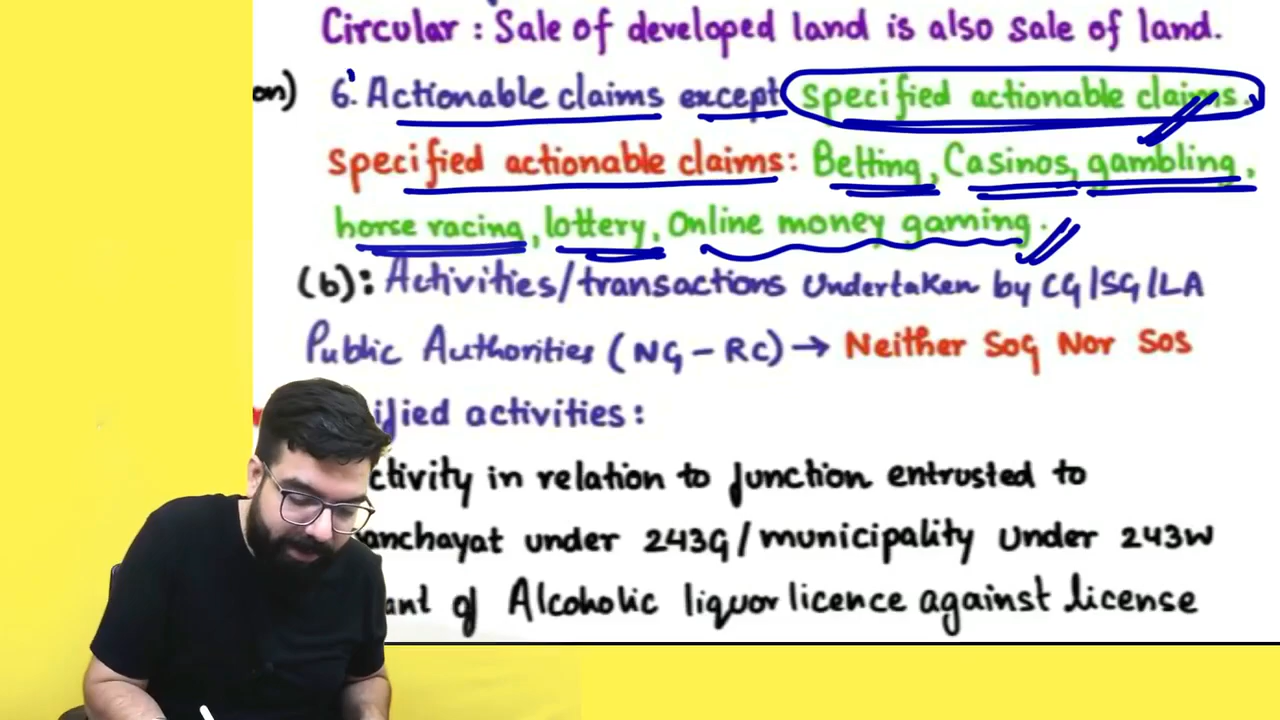 Circular : Sale of developed land is also sale of land.
on) 6. Actionable claims except specified actionable claims.
Specified actionable claims: Betting, Casinos, gambling,
horse racing, lottery, Online money gaming.
(b): Activities/transactions undertaken by CG/SG/LA
Public Authorities (NG-RC) → Neither SOG Nor SOS
ified activities:
ctivity in relation to function entrusted to
anchayat under 243G/municipality under 243W
ant of Alcoholic liquor licence against license